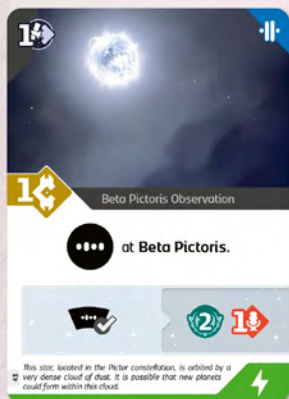 1
1
Beta Pictoris Observation
at Beta Pictoris.
2 1
This star, located in the Pictor constellation, is orbited by a
very dense cloud of dust. It is possible that new planets
could form within this cloud.